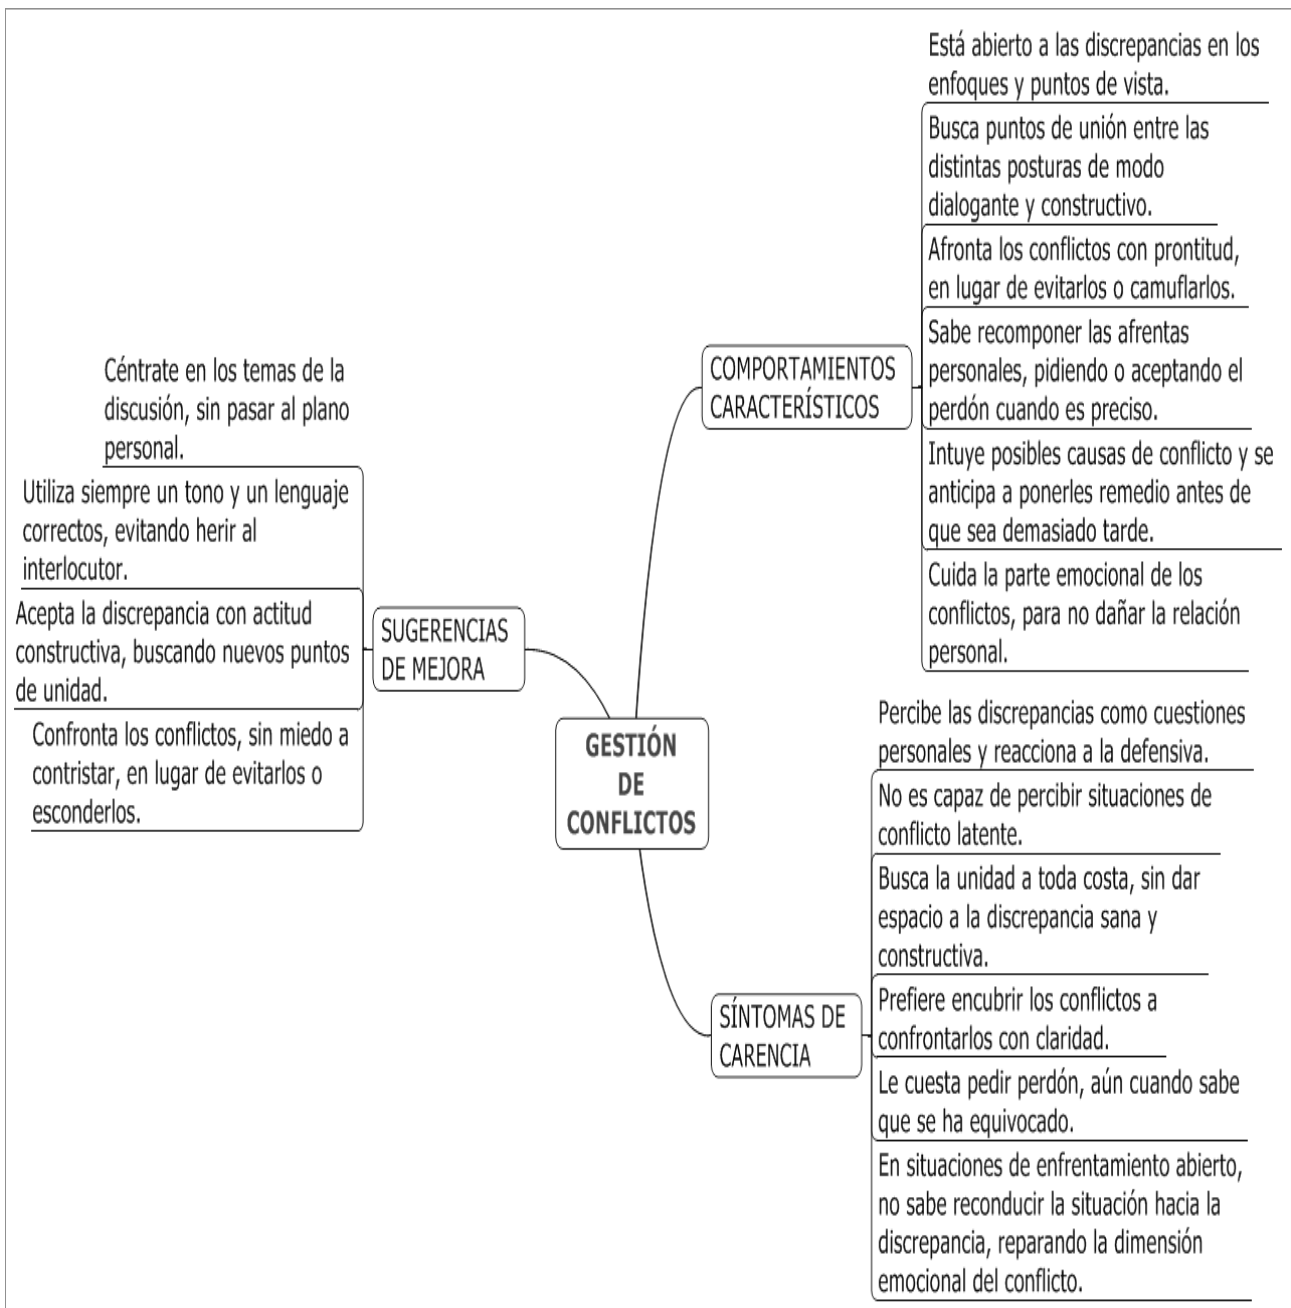 Está abierto a las discrepancias en los
enfoques y puntos de vista.
Busca puntos de unión entre las
distintas posturas de modo
dialogante y constructivo.
Afronta los conflictos con prontitud,
en lugar de evitarlos o camuflarlos.
Sabe recomponer las afrentas
personales, pidiendo o aceptando el
perdón cuando es preciso.
Intuye posibles causas de conflicto y se
anticipa a ponerles remedio antes de
que sea demasiado tarde.
Cuida la parte emocional de los
conflictos, para no dañar la relación
personal.
COMPORTAMIENTOS
CARACTERÍSTICOS
Céntrate en los temas de la
discusión, sin pasar al plano
personal.
Utiliza siempre un tono y un lenguaje
correctos, evitando herir al
interlocutor.
Acepta la discrepancia con actitud
constructiva, buscando nuevos puntos
de unidad.
Confronta los conflictos, sin miedo a
contristar, en lugar de evitarlos o
esconderlos.
SUGERENCIAS
DE MEJORA
GESTIÓN
DE
CONFLICTOS
Percibe las discrepancias como cuestiones
personales y reacciona a la defensiva.
No es capaz de percibir situaciones de
conflicto latente.
Busca la unidad a toda costa, sin dar
espacio a la discrepancia sana y
constructiva.
Prefiere encubrir los conflictos a
confrontarlos con claridad.
Le cuesta pedir perdón, aún cuando sabe
que se ha equivocado.
En situaciones de enfrentamiento abierto,
no sabe reconducir la situación hacia la
discrepancia, reparando la dimensión
emocional del conflicto.
SÍNTOMAS DE
CARENCIA